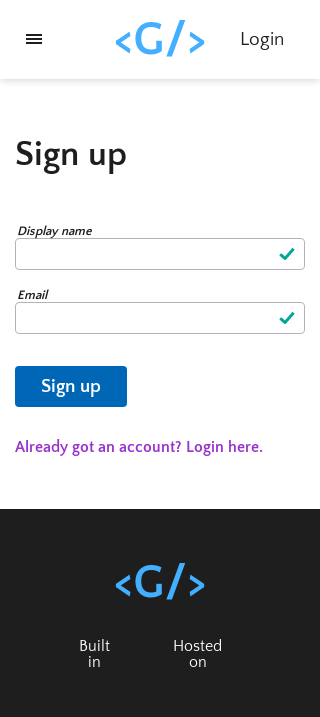 <G/>
Login
Sign up
Display name
Email
Sign up
Already got an account? Login here.
<G/>
Built
in
Hosted
on